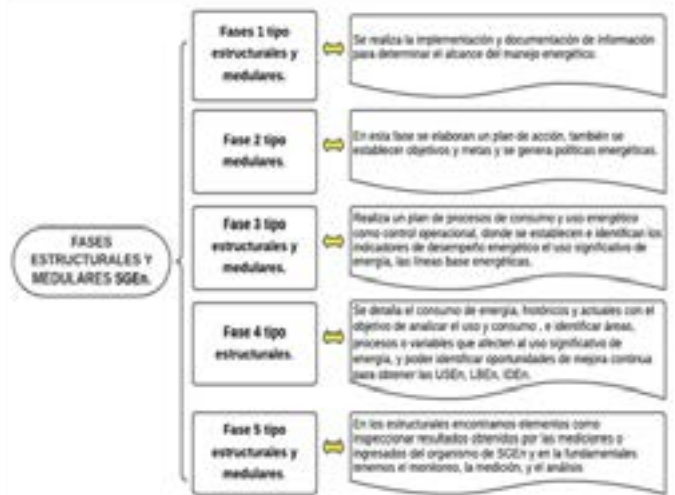 FASES
ESTRUCTURALES Y
MEDULARES SGEn.
Fases 1 tipo
estructurales y
medulares.
Se realiza la implementación y documentación de información
para determinar el alcance del manejo energético.
Fase 2 tipo
medulares.
En esta fase se elaboran un plan de acción, también se
establecer objetivos y metas y se genera políticas energéticas.
Fase 3 tipo
estructurales y
medulares.
Realiza un plan de procesos de consumo y uso energético
como control operacional, donde se establecen e identifican los
indicadores de desempeño energético el uso significativo de
energía, las líneas base energéticas.
Fase 4 tipo
estructurales.
Se detalla el consumo de energía, históricos y actuales con el
objetivo de analizar el uso y consumo , e identificar áreas,
procesos o variables que afecten al uso significativo de
energía, y poder identificar oportunidades de mejora continua
para obtener las USEn, LBEn, IDEn.
Fase 5 tipo
estructurales y
medulares.
En los estructurales encontramos elementos como
inspeccionar resultados obtenidos por las mediciones o
ingresados del organismo de SGEn y en la fundamentales
tenemos el monitoreo, la medición, y el análisis